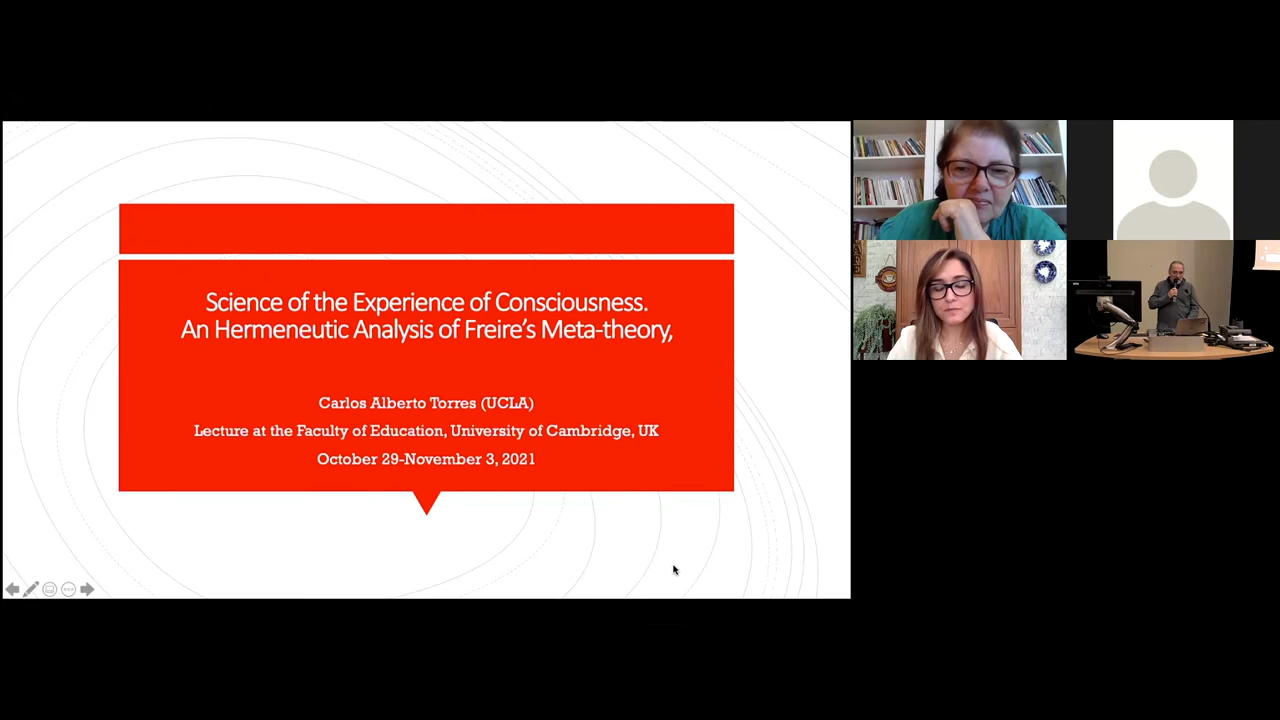 Science of the Experience of Consciousness.
An Hermeneutic Analysis of Freire's Meta-theory,
Carlos Alberto Torres (UCLA)
Lecture at the Faculty of Education, University of Cambridge, UK
October 29-November 3, 2021